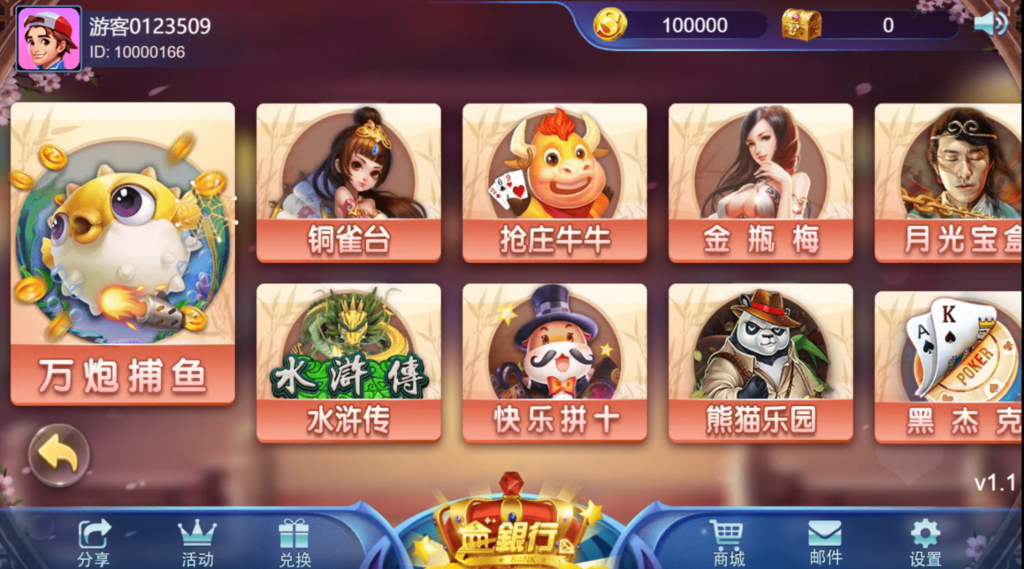 游客0123509
ID: 10000166
100000
0
万炮捕鱼
铜雀台
抢庄牛牛
金瓶梅
月光宝盒
水滸傳
水浒传
快乐拼十
熊猫乐园
A
K
POKER
黑杰克
v1.1
分享
活动
兑换
銀行
BANK
商城
邮件
设置